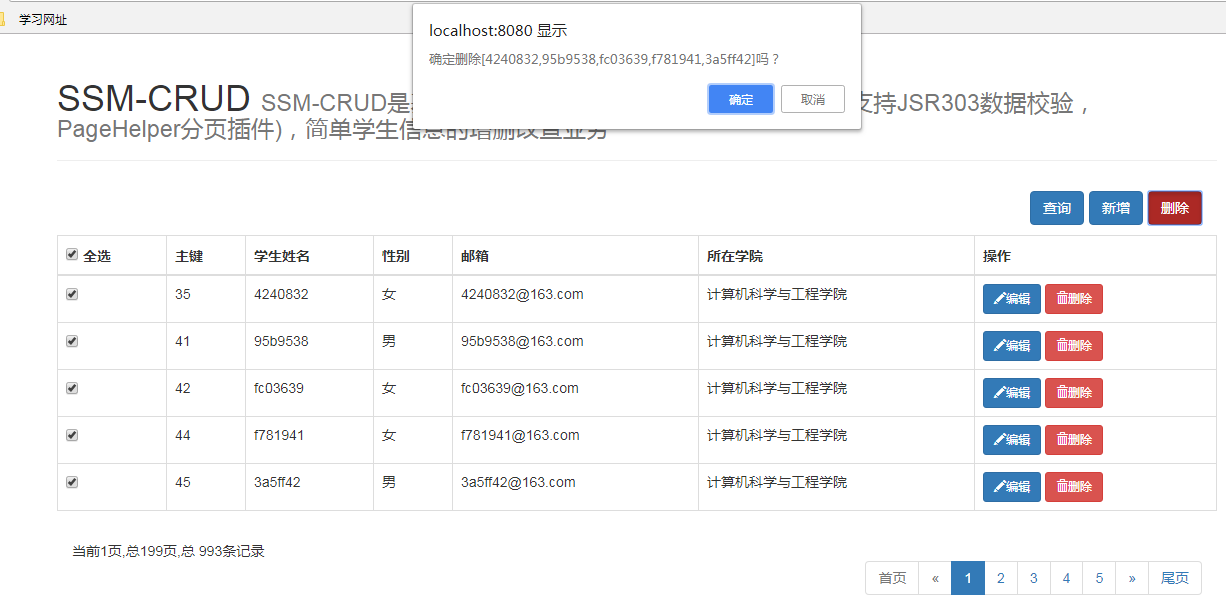 学习网址
localhost:8080 显示
确定删除[4240832,95b9538,fc03639,f781941,3a5ff42]吗？
确定 取消
SSM-CRUD SSM-CRUD是 支持JSR303数据校验，
PageHelper分页插件)，简单学生信息的增删改查业务
查询 新增 删除
全选 主键 学生姓名 性别 邮箱 所在学院 操作
35 4240832 女 4240832@163.com 计算机科学与工程学院 编辑 删除
41 95b9538 男 95b9538@163.com 计算机科学与工程学院 编辑 删除
42 fc03639 女 fc03639@163.com 计算机科学与工程学院 编辑 删除
44 f781941 女 f781941@163.com 计算机科学与工程学院 编辑 删除
45 3a5ff42 男 3a5ff42@163.com 计算机科学与工程学院 编辑 删除
当前1页,总199页,总 993条记录
首页 « 1 2 3 4 5 » 尾页